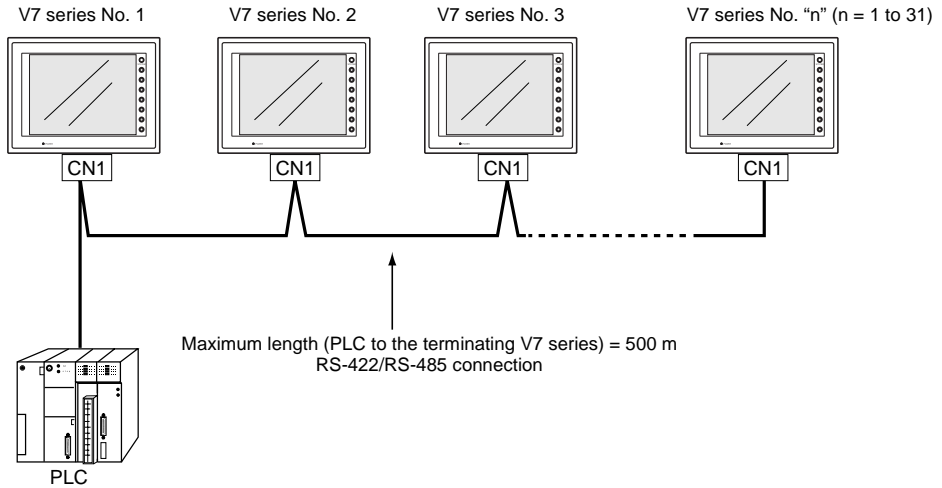 V7 series No. 1
V7 series No. 2
V7 series No. 3
V7 series No. “n” (n = 1 to 31)
CN1
CN1
CN1
CN1
Maximum length (PLC to the terminating V7 series) = 500 m
RS-422/RS-485 connection
PLC